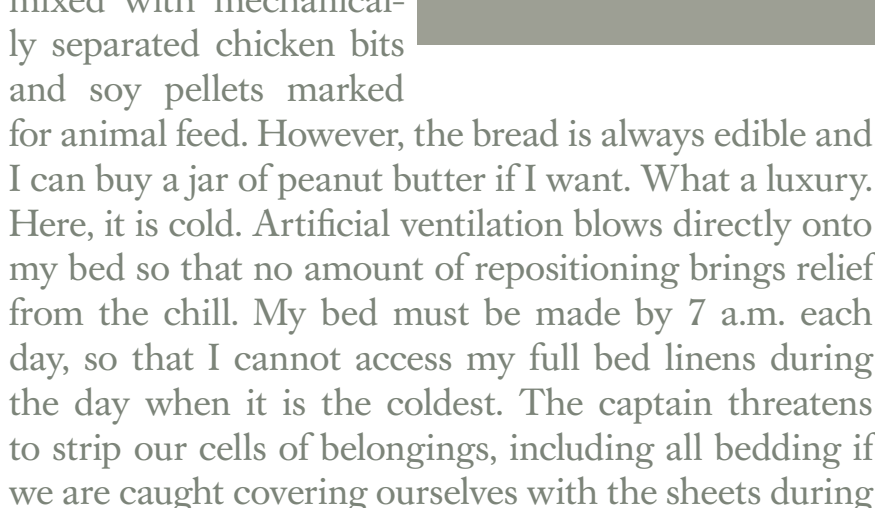 mixed with mechanical-
ly separated chicken bits
and soy pellets marked
for animal feed. However, the bread is always edible and
I can buy a jar of peanut butter if I want. What a luxury.
Here, it is cold. Artificial ventilation blows directly onto
my bed so that no amount of repositioning brings relief
from the chill. My bed must be made by 7 a.m. each
day, so that I cannot access my full bed linens during
the day when it is the coldest. The captain threatens
to strip our cells of belongings, including all bedding if
we are caught covering ourselves with the sheets during